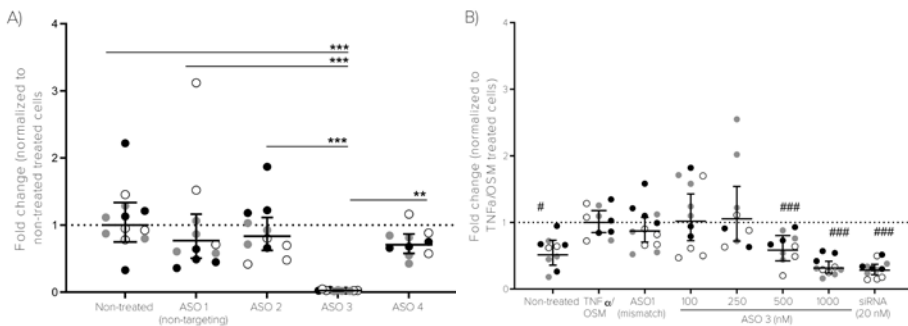 A)
Fold change (normalized to
non-treated treated cells
4
3
2
1
0
***
***
***
**
Non-treated
ASO 1
(non-targeting)
ASO 2
ASO 3
ASO 4
B)
Fold change (normalized to
TNFa/OSM treated cells)
4
2
1
0
#
###
###
###
Non-treated
TNFα/
OSM
ASO1
(mismatch)
100
250
500
1000
siRNA
(20 nM)
ASO 3 (nM)